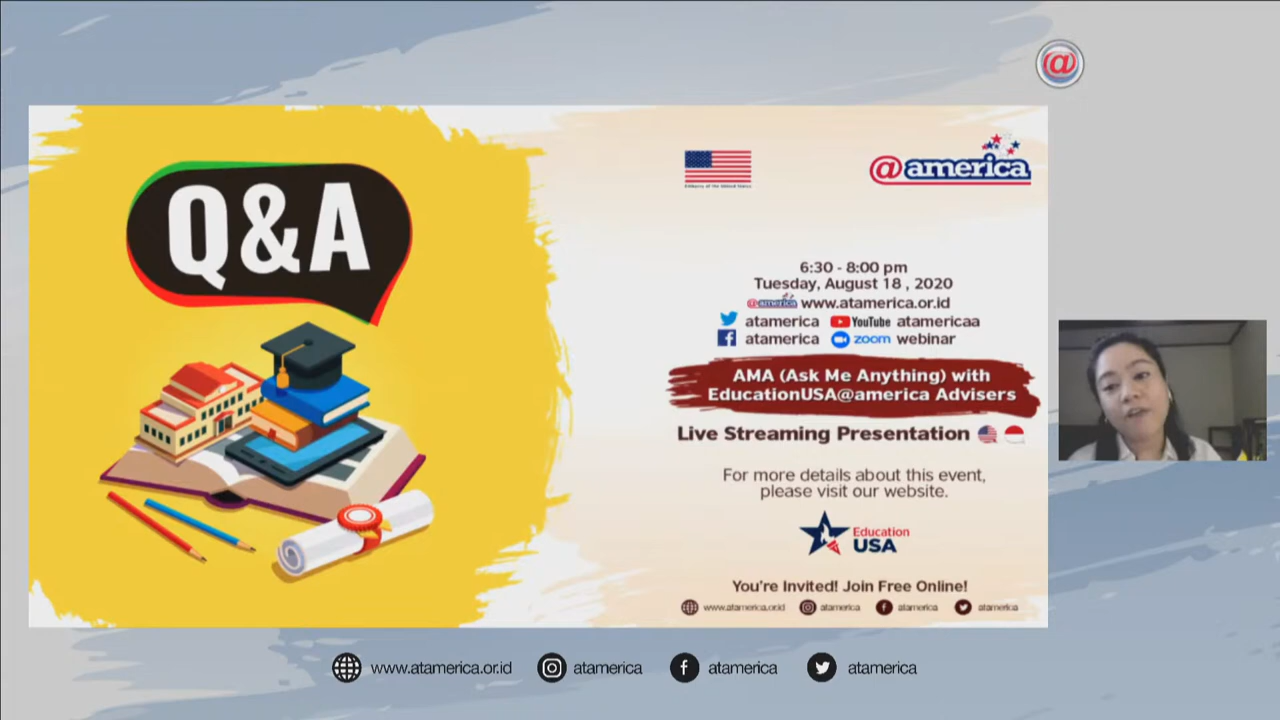 @
Q&A
Embassy of the United States
@america
6:30 - 8:00 pm
Tuesday, August 18 , 2020
@america www.atamerica.or.id
atamerica YouTube atamericaa
atamerica zoom webinar
AMA (Ask Me Anything) with
EducationUSA@america Advisers
Live Streaming Presentation
For more details about this event,
please visit our website.
Education
USA
You're Invited! Join Free Online!
www.atamerica.or.id atamerica atamerica atamerica
www.atamerica.or.id atamerica atamerica atamerica